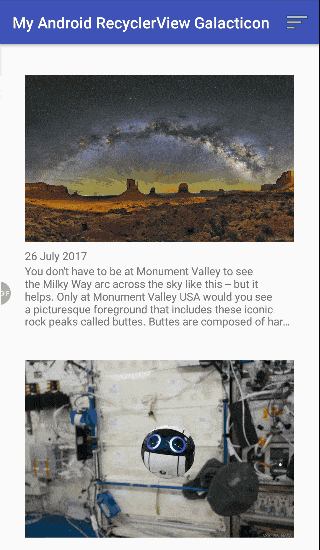 My Android RecyclerView Galacticon
26 July 2017
You don't have to be at Monument Valley to see
the Milky Way arc across the sky like this – but it
helps. Only at Monument Valley USA would you see
a picturesque foreground that includes these iconic
rock peaks called buttes. Buttes are composed of har…